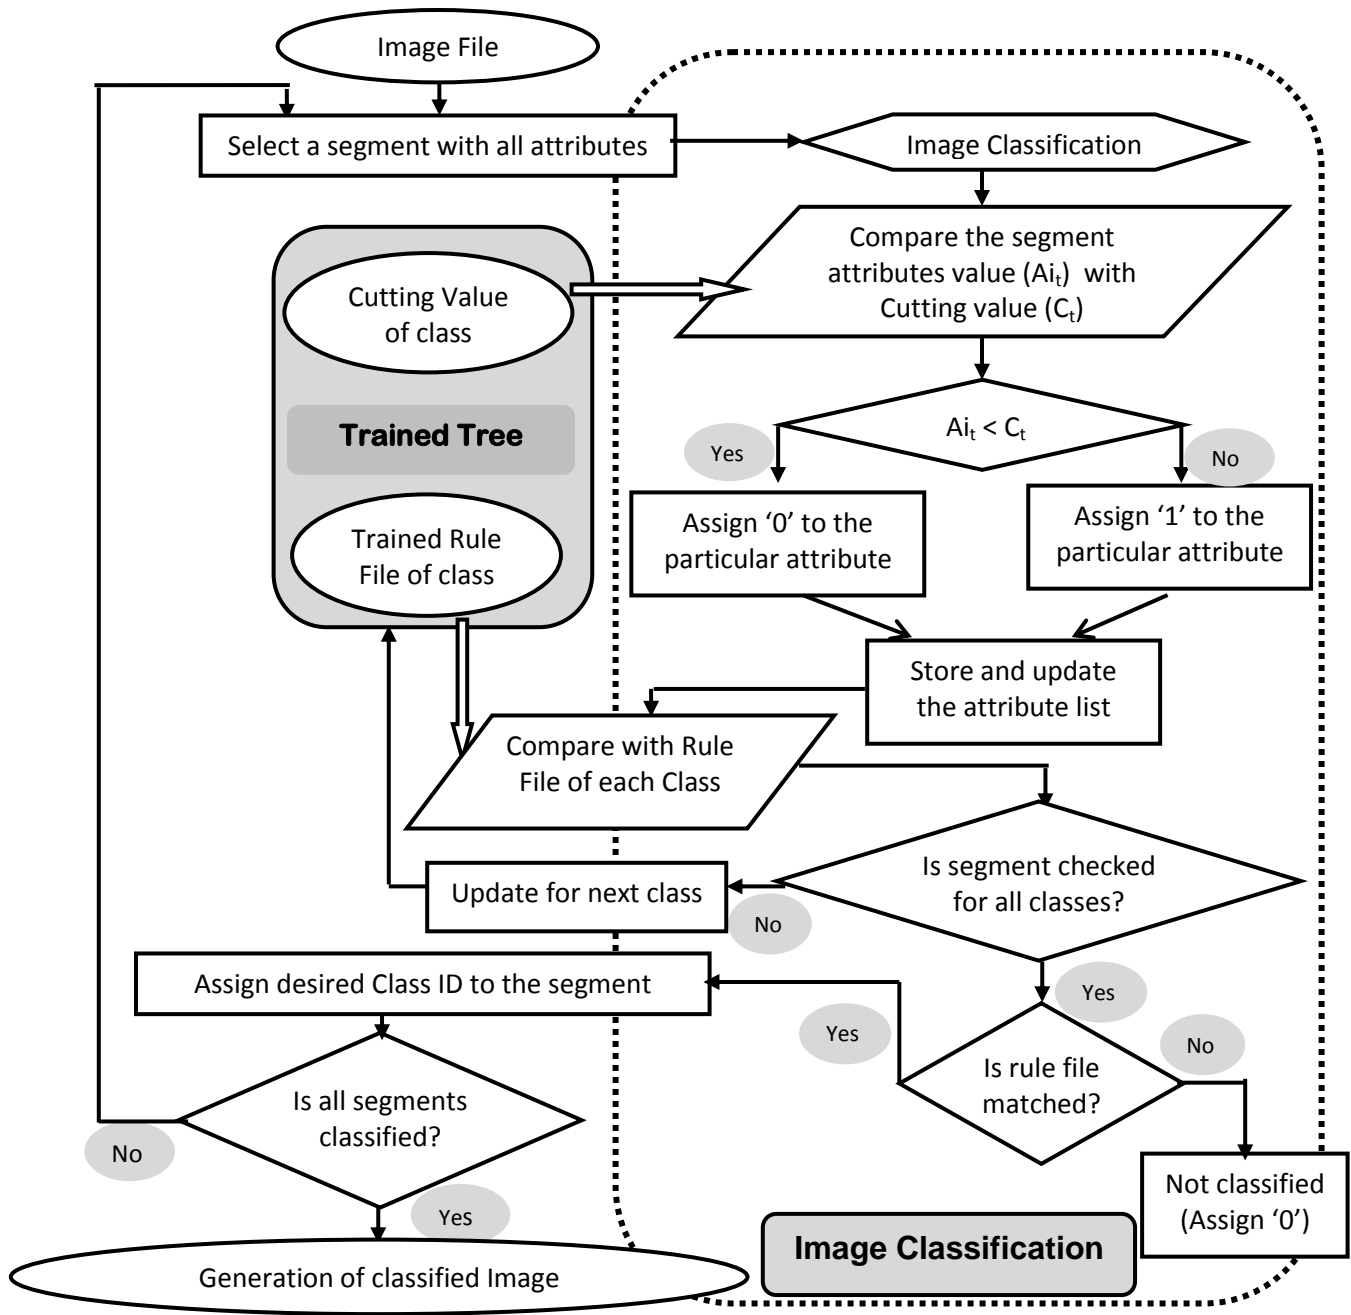 Image File
Select a segment with all attributes
Image Classification
Compare the segment
attributes value (Aiₜ) with
Cutting value (Cₜ)
Cutting Value
of class
Trained Tree
Trained Rule
File of class
Aiₜ < Cₜ
Yes
No
Assign ‘0’ to the
particular attribute
Assign ‘1’ to the
particular attribute
Store and update
the attribute list
Compare with Rule
File of each Class
Is segment checked
for all classes?
Update for next class
No
Yes
Assign desired Class ID to the segment
Yes
No
Is rule file
matched?
Is all segments
classified?
No
Yes
Not classified
(Assign ‘0’)
Image Classification
Generation of classified Image